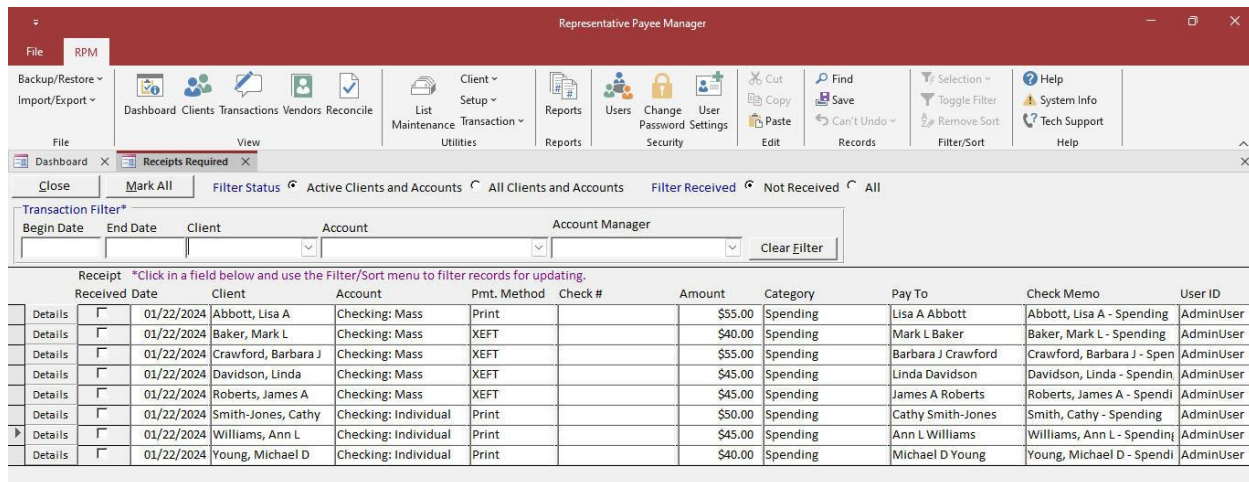 Representative Payee Manager
File RPM
Backup/Restore
Import/Export
Dashboard Clients Transactions Vendors Reconcile
List Maintenance
Client
Setup
Transaction
Reports
Users Change Password User Settings
Cut
Copy
Paste
Find
Save
Can't Undo
Selection
Toggle Filter
Remove Sort
Help
System Info
Tech Support
File View Utilities Reports Security Edit Records Filter/Sort Help
Dashboard X Receipts Required X
Close Mark All Filter Status Active Clients and Accounts All Clients and Accounts Filter Received Not Received All
Transaction Filter*
Begin Date End Date Client Account Account Manager
Clear Filter
Receipt *Click in a field below and use the Filter/Sort menu to filter records for updating.
Received Date Client Account Pmt. Method Check # Amount Category Pay To Check Memo User ID
Details 01/22/2024 Abbott, Lisa A Checking: Mass Print $55.00 Spending Lisa A Abbott Abbott, Lisa A - Spending AdminUser
Details 01/22/2024 Baker, Mark L Checking: Mass XEFT $40.00 Spending Mark L Baker Baker, Mark L - Spending AdminUser
Details 01/22/2024 Crawford, Barbara J Checking: Mass XEFT $55.00 Spending Barbara J Crawford Crawford, Barbara J - Spen AdminUser
Details 01/22/2024 Davidson, Linda Checking: Mass XEFT $45.00 Spending Linda Davidson Davidson, Linda - Spendin AdminUser
Details 01/22/2024 Roberts, James A Checking: Mass XEFT $45.00 Spending James A Roberts Roberts, James A - Spendi AdminUser
Details 01/22/2024 Smith-Jones, Cathy Checking: Individual Print $50.00 Spending Cathy Smith-Jones Smith, Cathy - Spending AdminUser
Details 01/22/2024 Williams, Ann L Checking: Individual Print $45.00 Spending Ann L Williams Williams, Ann L - Spending AdminUser
Details 01/22/2024 Young, Michael D Checking: Individual Print $40.00 Spending Michael D Young Young, Michael D - Spendi AdminUser